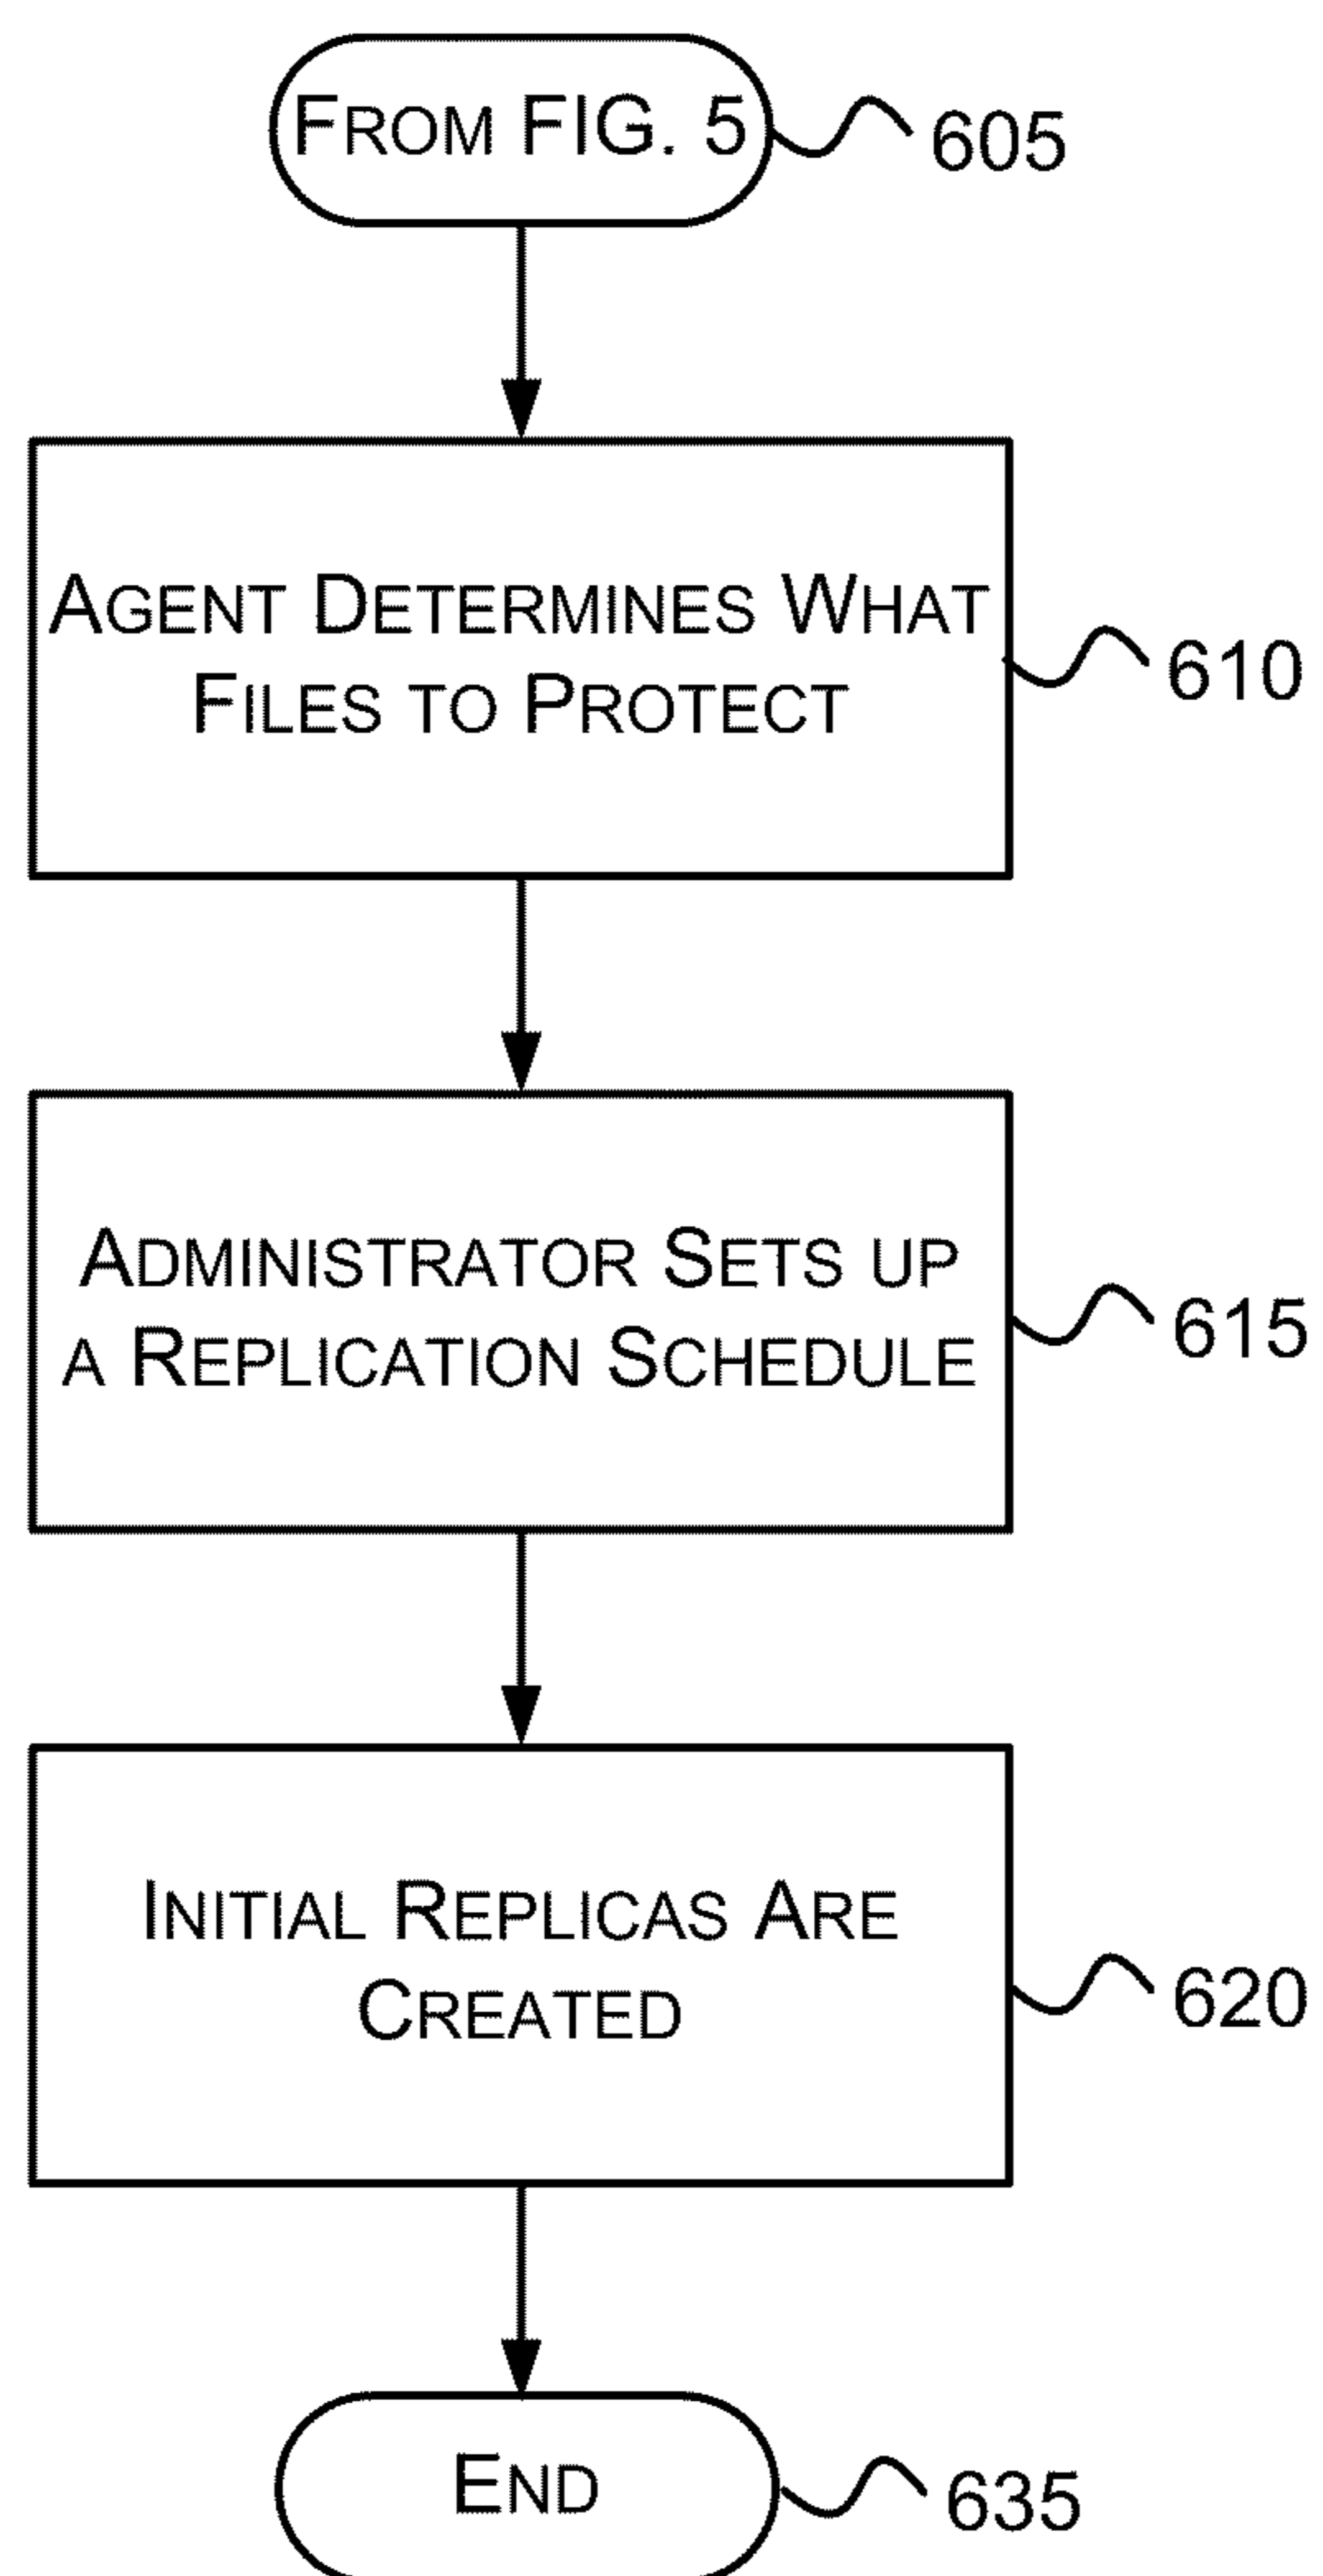 FROM FIG. 5
605
AGENT DETERMINES WHAT
FILES TO PROTECT
610
ADMINISTRATOR SETS UP
A REPLICATION SCHEDULE
615
INITIAL REPLICAS ARE
CREATED
620
END
635